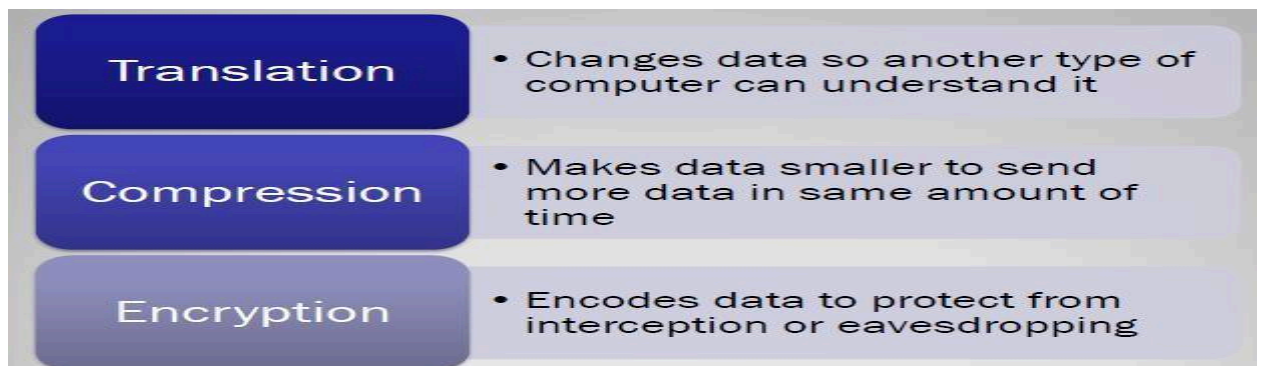 Translation
• Changes data so another type of
computer can understand it
Compression
• Makes data smaller to send
more data in same amount of
time
Encryption
• Encodes data to protect from
interception or eavesdropping